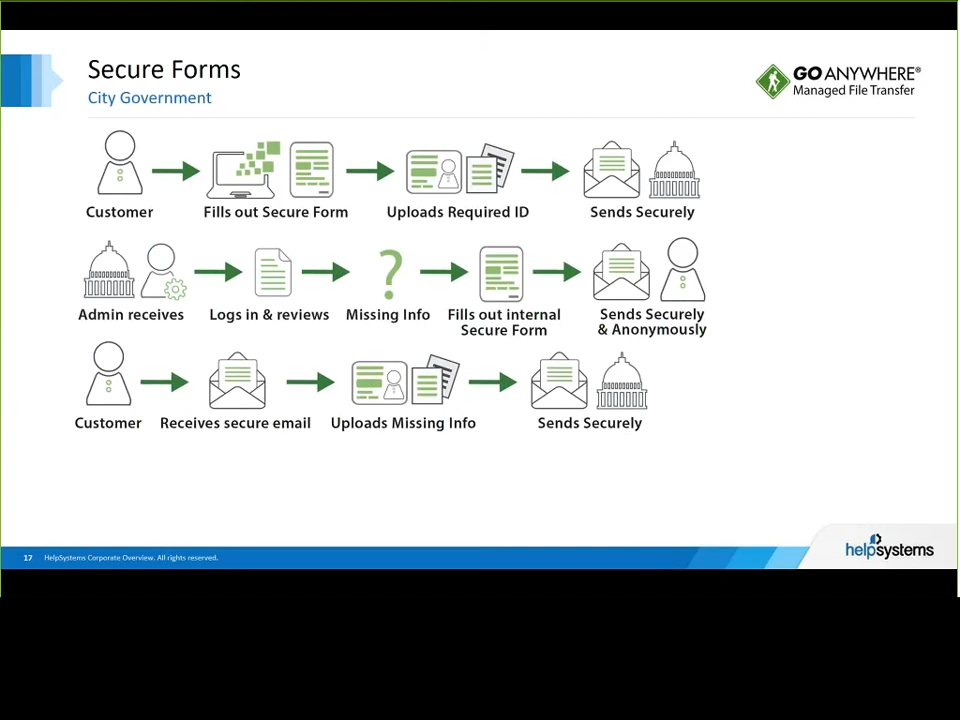 Secure Forms
City Government
GO ANYWHERE®
Managed File Transfer
Customer
Fills out Secure Form
Uploads Required ID
Sends Securely
Admin receives
Logs in & reviews
?
Missing Info
Fills out internal
Secure Form
Sends Securely
& Anonymously
Customer
Receives secure email
Uploads Missing Info
Sends Securely
17 HelpSystems Corporate Overview. All rights reserved.
helpsystems